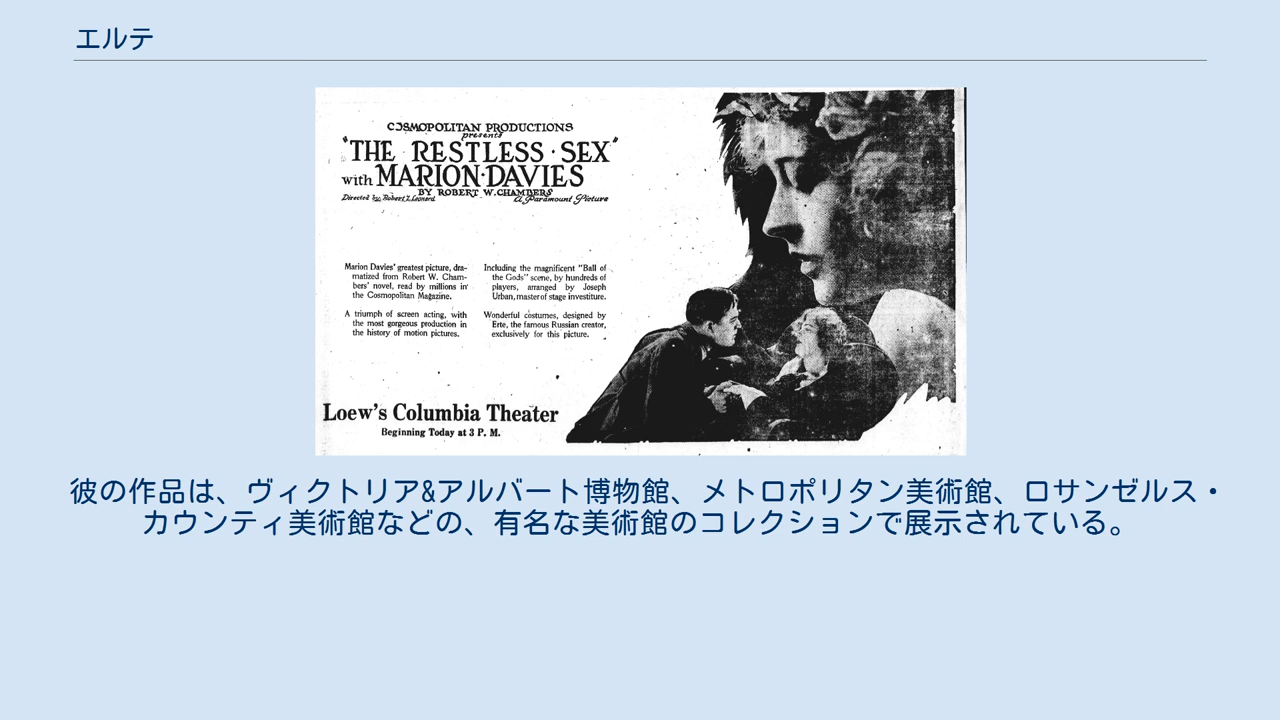 エルテ
COSMOPOLITAN PRODUCTIONS
presents
"THE RESTLESS · SEX"
with MARION·DAVIES
BY ROBERT W. CHAMBERS
Directed by Robert Z. Leonard
A Paramount Picture
Marion Davies' greatest picture, dra-
matized from Robert W. Cham-
bers' novel, read by millions in
the Cosmopolitan Magazine.
A triumph of screen acting, with
the most gorgeous production in
the history of motion pictures.
Including the magnificent "Ball of
the Gods" scene, by hundreds of
players, arranged by Joseph
Urban, master of stage investiture.
Wonderful costumes, designed by
Erte, the famous Russian creator,
exclusively for this picture.
Loew's Columbia Theater
Beginning Today at 3 P. M.
彼の作品は、ヴィクトリア&アルバート博物館、メトロポリタン美術館、ロサンゼルス・
カウンティ美術館などの、有名な美術館のコレクションで展示されている。